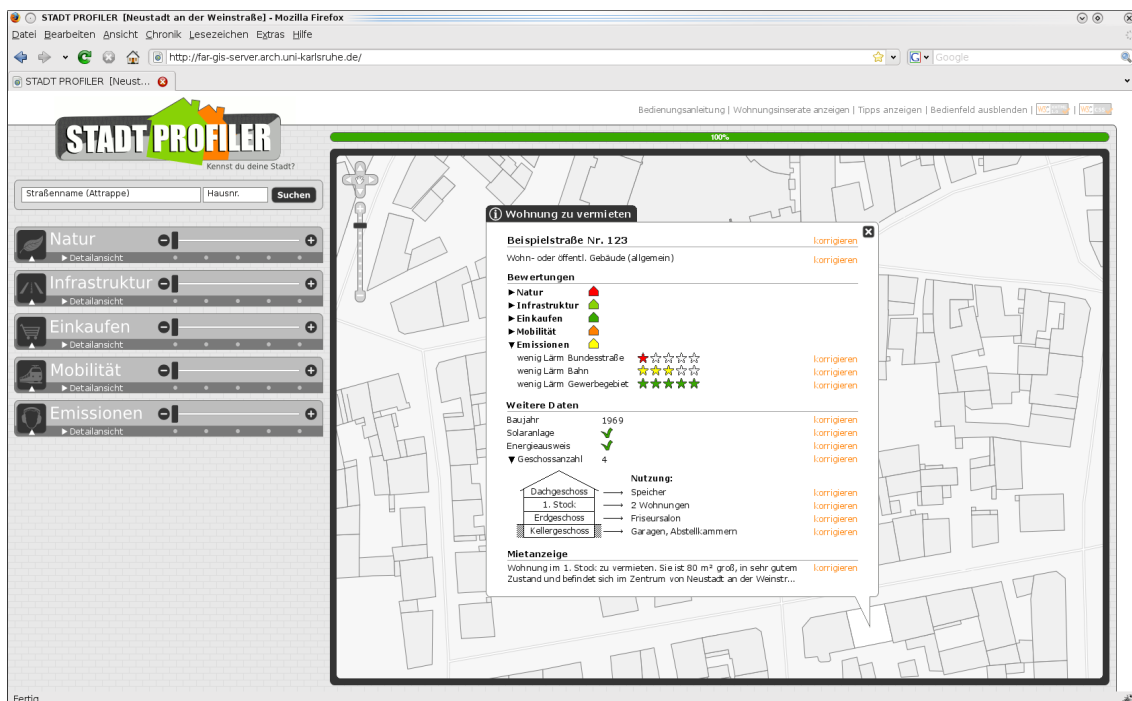 STADT PROFILER [Neustadt an der Weinstraße] - Mozilla Firefox
Datei Bearbeiten Ansicht Chronik Lesezeichen Extras Hilfe
http://far-gis-server.arch.uni-karlsruhe.de/
Google
STADT PROFILER [Neust...
STADT PROFILER
Kennst du deine Stadt?
Bedienungsanleitung | Wohnungsinserate anzeigen | Tipps anzeigen | Bedienfeld ausblenden |
100%
Straßenname (Attrappe) Hausnr. Suchen
Natur
▶ Detailansicht
Infrastruktur
▶ Detailansicht
Einkaufen
▶ Detailansicht
Mobilität
▶ Detailansicht
Emissionen
▶ Detailansicht
Wohnung zu vermieten
Beispielstraße Nr. 123 korrigieren
Wohn- oder öffentl. Gebäude (allgemein) korrigieren
Bewertungen
▶ Natur
▶ Infrastruktur
▶ Einkaufen
▶ Mobilität
▼ Emissionen
wenig Lärm Bundesstraße korrigieren
wenig Lärm Bahn korrigieren
wenig Lärm Gewerbegebiet korrigieren
Weitere Daten
Baujahr 1969 korrigieren
Solaranlage korrigieren
Energieausweis korrigieren
▼ Geschossanzahl 4 korrigieren
Nutzung:
Dachgeschoss Speicher korrigieren
1. Stock 2 Wohnungen korrigieren
Erdgeschoss Friseursalon korrigieren
Kellergeschoss Garagen, Abstellkammern korrigieren
Mietanzeige
Wohnung im 1. Stock zu vermieten. Sie ist 80 m² groß, in sehr gutem korrigieren
Zustand und befindet sich im Zentrum von Neustadt an der Weinstr...
Fertig